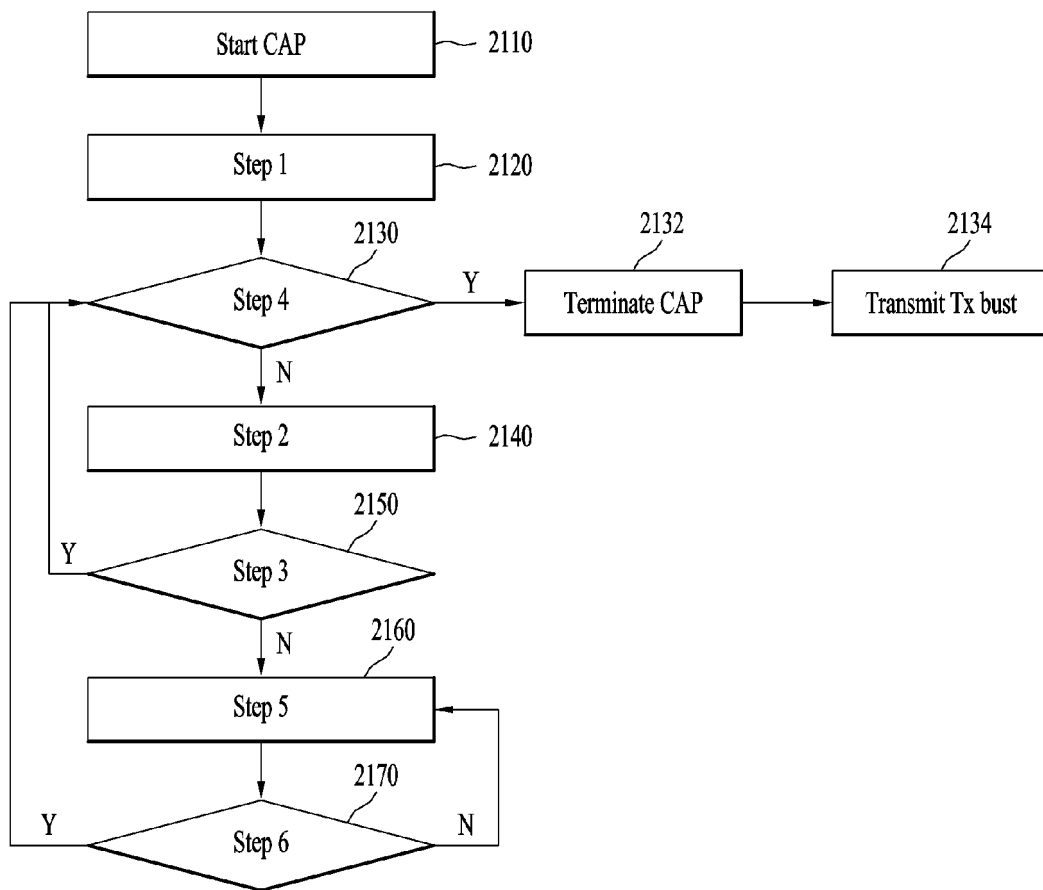 Start CAP
2110
Step 1
2120
2130
Step 4
Y
2132
Terminate CAP
2134
Transmit Tx bust
N
Step 2
2140
2150
Y
Step 3
N
2160
Step 5
2170
Y
Step 6
N